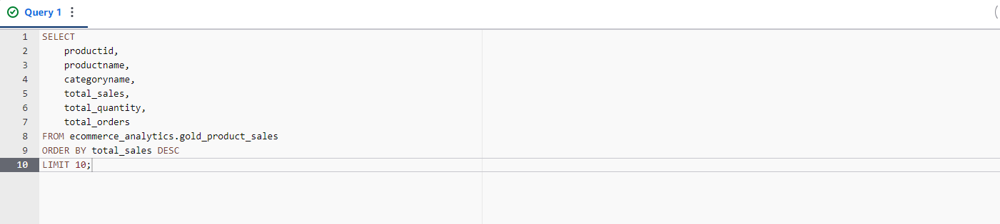 Query 1
1 SELECT
2     productid,
3     productname,
4     categoryname,
5     total_sales,
6     total_quantity,
7     total_orders
8 FROM ecommerce_analytics.gold_product_sales
9 ORDER BY total_sales DESC
10 LIMIT 10;